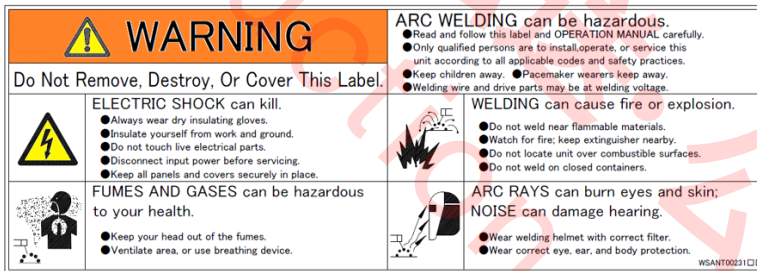 WARNING
Do Not Remove, Destroy, Or Cover This Label.
ARC WELDING can be hazardous.
●Read and follow this label and OPERATION MANUAL carefully.
●Only qualified persons are to install,operate, or service this
unit according to all applicable codes and safety practices.
●Keep children away. ●Pacemaker wearers keep away.
●Welding wire and drive parts may be at welding voltage.
ELECTRIC SHOCK can kill.
●Always wear dry insulating gloves.
●Insulate yourself from work and ground.
●Do not touch live electrical parts.
●Disconnect input power before servicing.
●Keep all panels and covers securely in place.
WELDING can cause fire or explosion.
●Do not weld near flammable materials.
●Watch for fire; keep extinguisher nearby.
●Do not locate unit over combustible surfaces.
●Do not weld on closed containers.
FUMES AND GASES can be hazardous
to your health.
●Keep your head out of the fumes.
●Ventilate area, or use breathing device.
ARC RAYS can burn eyes and skin;
NOISE can damage hearing.
●Wear welding helmet with correct filter.
●Wear correct eye, ear, and body protection.
WSANT00231□□